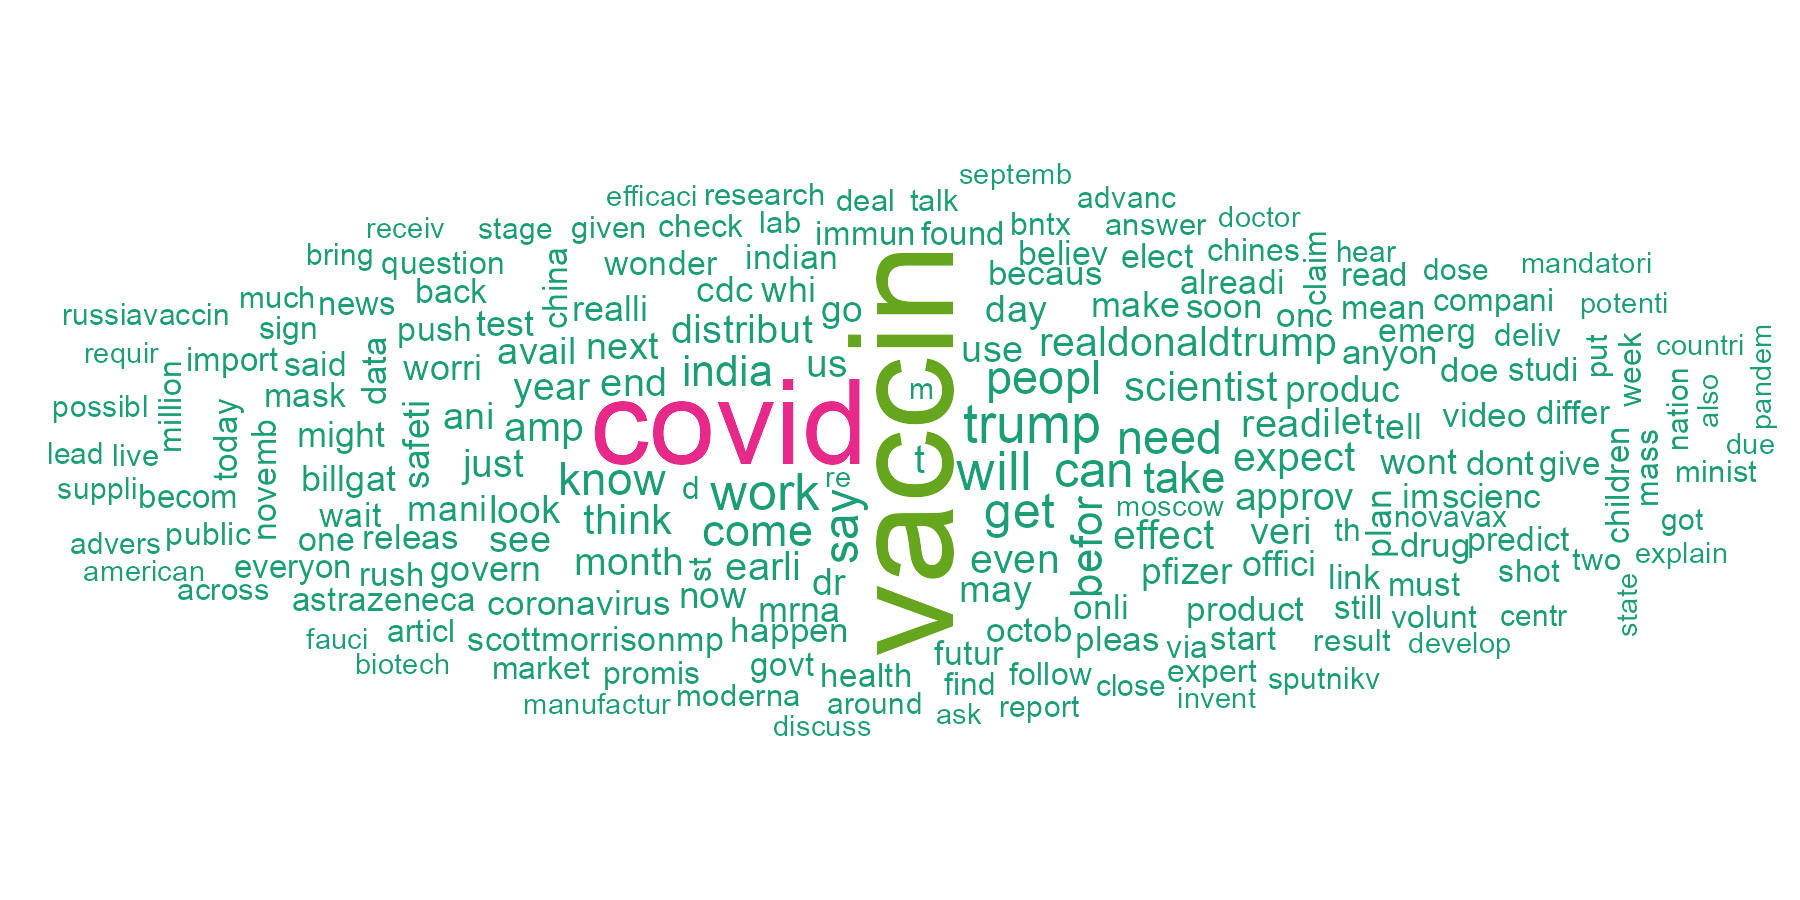 septemb
efficaci research deal talk advanc
receiv stage given check lab immun found bntx answer doctor
bring question wonder indian believ elect chines claim hear
china cdc whi becaus alreadi read dose mandatori
much news back realli go day make soon onc mean compani potenti
russiavaccin sign push test distribut vaccin use realdonaldtrump emerg deliv
requir import said data worri avail next us anyon put week countri pandem
million mask year end india m peopl scientist produc doe studi nation also
possibl today might safeti ani amp covid trump need readi let tell video differ
lead live novemb billgat just know t will can take expect wont dont give children mass due
suppli becom wait mani look d work re get approv im scienc minist
advers public one releas see think come say even befor moscow effect veri th plan novavax drug predict got
american across everyon rush govern month st earli may pfizer offici link must shot two explain
astrazeneca coronavirus now dr mrna onli product still volunt centr state
fauci articl scottmorrisonmp happen octob pleas via start result develop
biotech market promis govt health futur find follow close expert sputnikv
manufactur moderna around ask report invent
discuss